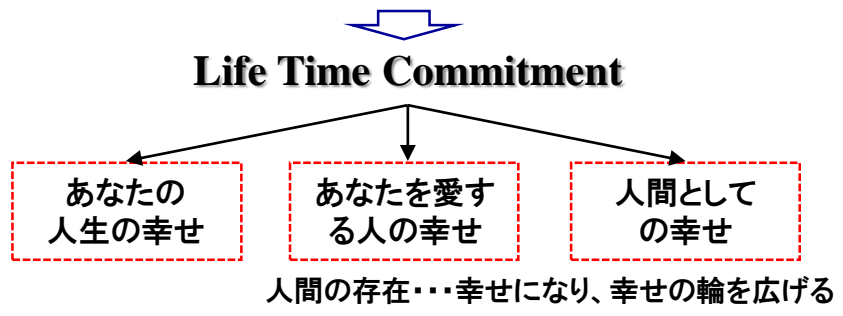 Life Time Commitment
あなたの
人生の幸せ
あなたを愛す
る人の幸せ
人間として
の幸せ
人間の存在・・・幸せになり、幸せの輪を広げる